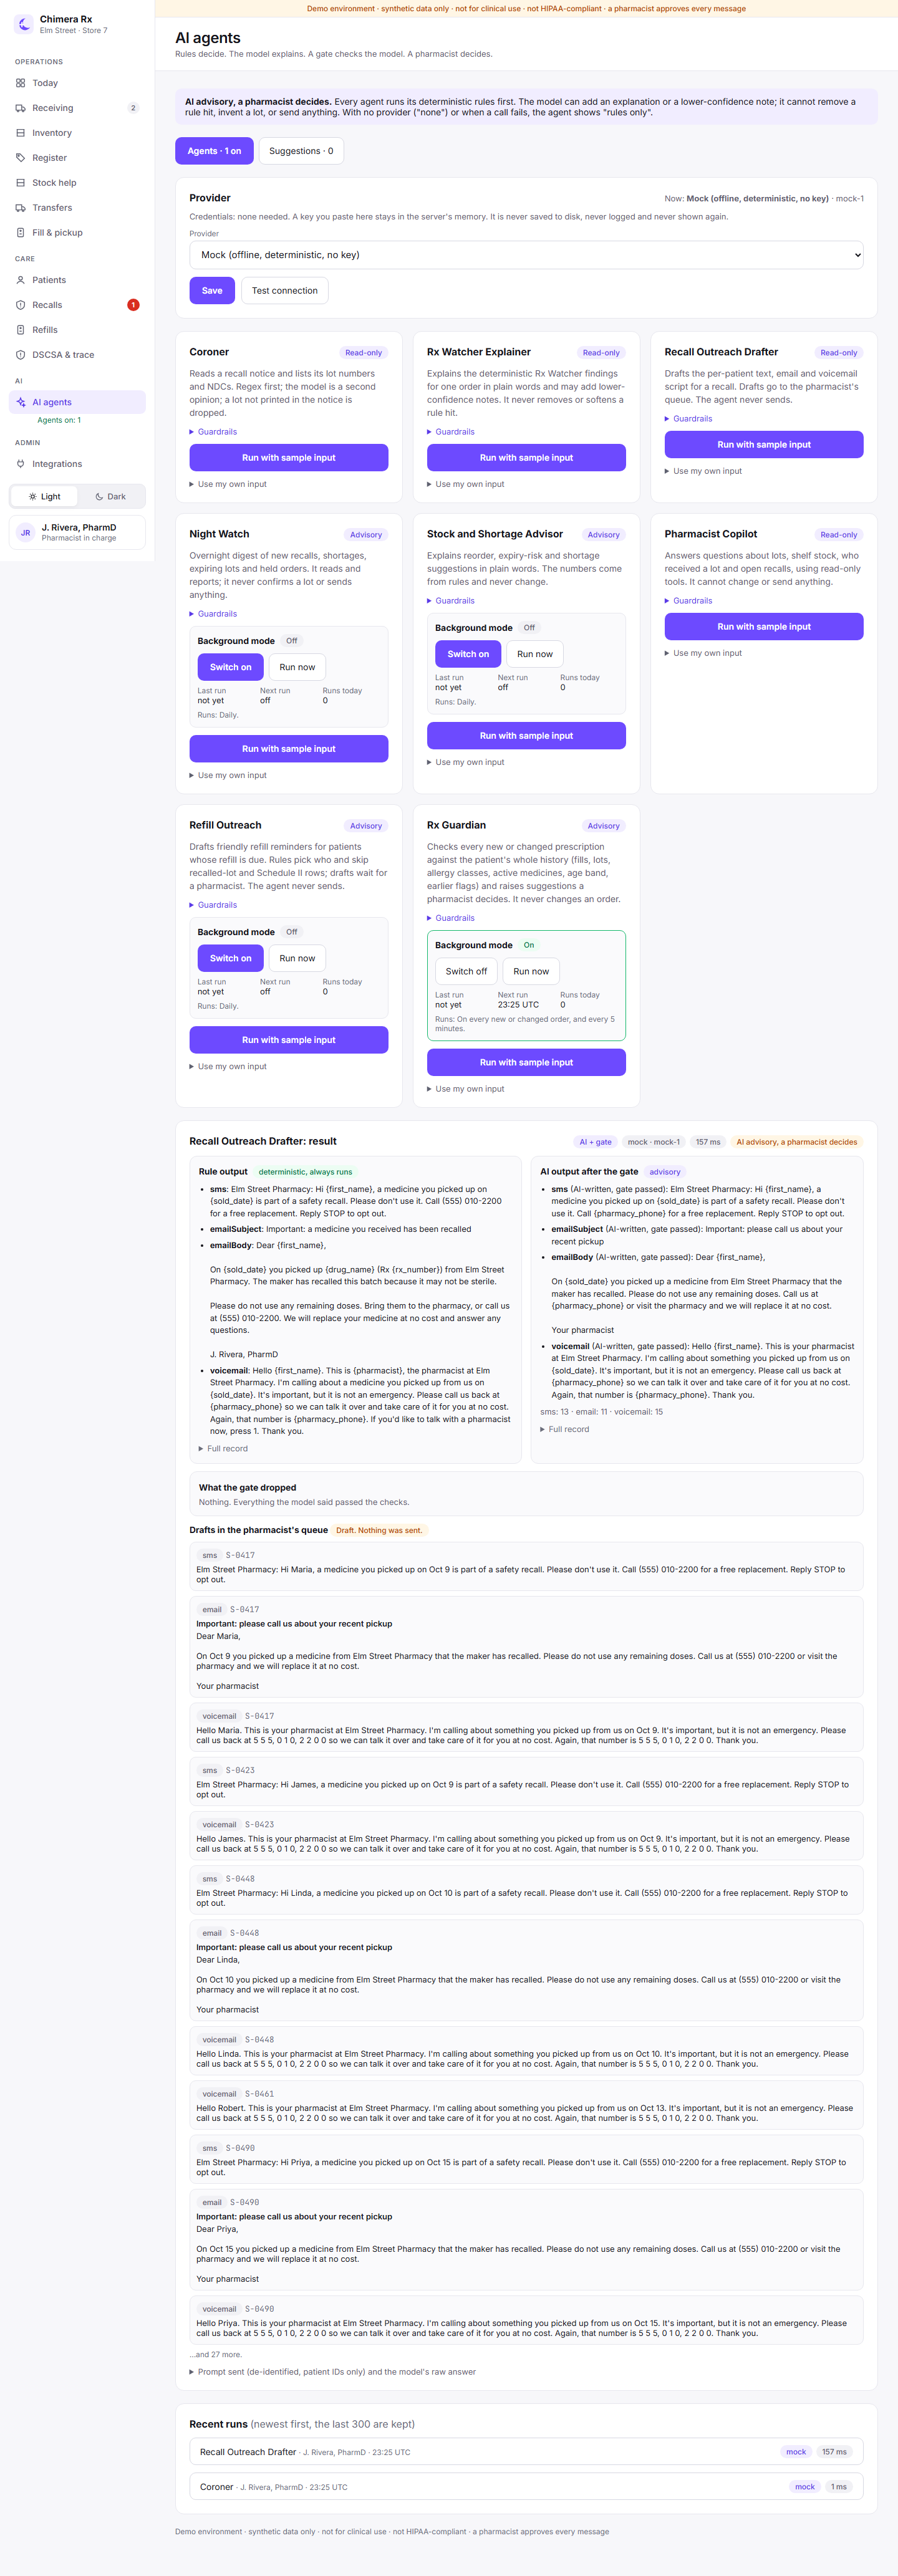 Demo environment · synthetic data only · not for clinical use · not HIPAA-compliant · a pharmacist approves every message
Chimera Rx
Elm Street · Store 7
OPERATIONS
Today
Receiving 2
Inventory
Register
Stock help
Transfers
Fill & pickup
CARE
Patients
Recalls 1
Refills
DSCSA & trace
AI
AI agents
Agents on: 1
ADMIN
Integrations
Light Dark
JR J. Rivera, PharmD
Pharmacist in charge
AI agents
Rules decide. The model explains. A gate checks the model. A pharmacist decides.
AI advisory, a pharmacist decides. Every agent runs its deterministic rules first. The model can add an explanation or a lower-confidence note; it cannot remove a
rule hit, invent a lot, or send anything. With no provider ("none") or when a call fails, the agent shows "rules only".
Agents · 1 on Suggestions · 0
Provider Now: Mock (offline, deterministic, no key) · mock-1
Credentials: none needed. A key you paste here stays in the server's memory. It is never saved to disk, never logged and never shown again.
Provider
Mock (offline, deterministic, no key)
Save Test connection
Coroner Read-only
Reads a recall notice and lists its lot numbers
and NDCs. Regex first; the model is a second
opinion; a lot not printed in the notice is
dropped.
Guardrails
Run with sample input
Use my own input
Rx Watcher Explainer Read-only
Explains the deterministic Rx Watcher findings
for one order in plain words and may add lower-
confidence notes. It never removes or softens a
rule hit.
Guardrails
Run with sample input
Use my own input
Recall Outreach Drafter Read-only
Drafts the per-patient text, email and voicemail
script for a recall. Drafts go to the pharmacist's
queue. The agent never sends.
Guardrails
Run with sample input
Use my own input
Night Watch Advisory
Overnight digest of new recalls, shortages,
expiring lots and held orders. It reads and
reports; it never confirms a lot or sends
anything.
Guardrails
Background mode Off
Switch on Run now
Last run Next run Runs today
not yet off 0
Runs: Daily.
Run with sample input
Use my own input
Stock and Shortage Advisor Advisory
Explains reorder, expiry-risk and shortage
suggestions in plain words. The numbers come
from rules and never change.
Guardrails
Background mode Off
Switch on Run now
Last run Next run Runs today
not yet off 0
Runs: Daily.
Run with sample input
Use my own input
Pharmacist Copilot Read-only
Answers questions about lots, shelf stock, who
received a lot and open recalls, using read-only
tools. It cannot change or send anything.
Guardrails
Run with sample input
Use my own input
Refill Outreach Advisory
Drafts friendly refill reminders for patients
whose refill is due. Rules pick who and skip
recalled-lot and Schedule II rows; drafts wait for
a pharmacist. The agent never sends.
Guardrails
Background mode Off
Switch on Run now
Last run Next run Runs today
not yet off 0
Runs: Daily.
Run with sample input
Use my own input
Rx Guardian Advisory
Checks every new or changed prescription
against the patient's whole history (fills, lots,
allergy classes, active medicines, age band,
earlier flags) and raises suggestions a
pharmacist decides. It never changes an order.
Guardrails
Background mode On
Switch off Run now
Last run Next run Runs today
not yet 23:25 UTC 0
Runs: On every new or changed order, and every 5
minutes.
Run with sample input
Use my own input
Recall Outreach Drafter: result AI + gate mock · mock-1 157 ms AI advisory, a pharmacist decides
Rule output deterministic, always runs
sms: Elm Street Pharmacy: Hi {first_name}, a medicine you picked up on
{sold_date} is part of a safety recall. Please don't use it. Call (555) 010-2200
for a free replacement. Reply STOP to opt out.
emailSubject: Important: a medicine you received has been recalled
emailBody: Dear {first_name},
On {sold_date} you picked up {drug_name} (Rx {rx_number}) from Elm Street
Pharmacy. The maker has recalled this batch because it may not be sterile.
Please do not use any remaining doses. Bring them to the pharmacy, or call us
at (555) 010-2200. We will replace your medicine at no cost and answer any
questions.
J. Rivera, PharmD
voicemail: Hello {first_name}. This is {pharmacist}, the pharmacist at Elm
Street Pharmacy. I'm calling about a medicine you picked up from us on
{sold_date}. It's important, but it is not an emergency. Please call us back at
{pharmacy_phone} so we can talk it over and take care of it for you at no cost.
Again, that number is {pharmacy_phone}. If you'd like to talk with a pharmacist
now, press 1. Thank you.
Full record
AI output after the gate advisory
sms (AI-written, gate passed): Elm Street Pharmacy: Hi {first_name}, a
medicine you picked up on {sold_date} is part of a safety recall. Please don't
use it. Call {pharmacy_phone} for a free replacement. Reply STOP to opt out.
emailSubject (AI-written, gate passed): Important: please call us about your
recent pickup
emailBody (AI-written, gate passed): Dear {first_name},
On {sold_date} you picked up a medicine from Elm Street Pharmacy that the
maker has recalled. Please do not use any remaining doses. Call us at
{pharmacy_phone} or visit the pharmacy and we will replace it at no cost.
Your pharmacist
voicemail (AI-written, gate passed): Hello {first_name}. This is your pharmacist
at Elm Street Pharmacy. I'm calling about something you picked up from us on
{sold_date}. It's important, but it is not an emergency. Please call us back at
{pharmacy_phone} so we can talk it over and take care of it for you at no cost.
Again, that number is {pharmacy_phone}. Thank you.
sms: 13 · email: 11 · voicemail: 15
Full record
What the gate dropped
Nothing. Everything the model said passed the checks.
Drafts in the pharmacist's queue Draft. Nothing was sent.
sms S-0417
Elm Street Pharmacy: Hi Maria, a medicine you picked up on Oct 9 is part of a safety recall. Please don't use it. Call (555) 010-2200 for a free replacement. Reply STOP to
opt out.
email S-0417
Important: please call us about your recent pickup
Dear Maria,
On Oct 9 you picked up a medicine from Elm Street Pharmacy that the maker has recalled. Please do not use any remaining doses. Call us at (555) 010-2200 or visit the
pharmacy and we will replace it at no cost.
Your pharmacist
voicemail S-0417
Hello Maria. This is your pharmacist at Elm Street Pharmacy. I'm calling about something you picked up from us on Oct 9. It's important, but it is not an emergency. Please
call us back at 5 5 5, 0 1 0, 2 2 0 0 so we can talk it over and take care of it for you at no cost. Again, that number is 5 5 5, 0 1 0, 2 2 0 0. Thank you.
sms S-0423
Elm Street Pharmacy: Hi James, a medicine you picked up on Oct 9 is part of a safety recall. Please don't use it. Call (555) 010-2200 for a free replacement. Reply STOP to
opt out.
voicemail S-0423
Hello James. This is your pharmacist at Elm Street Pharmacy. I'm calling about something you picked up from us on Oct 9. It's important, but it is not an emergency. Please
call us back at 5 5 5, 0 1 0, 2 2 0 0 so we can talk it over and take care of it for you at no cost. Again, that number is 5 5 5, 0 1 0, 2 2 0 0. Thank you.
sms S-0448
Elm Street Pharmacy: Hi Linda, a medicine you picked up on Oct 10 is part of a safety recall. Please don't use it. Call (555) 010-2200 for a free replacement. Reply STOP to
opt out.
email S-0448
Important: please call us about your recent pickup
Dear Linda,
On Oct 10 you picked up a medicine from Elm Street Pharmacy that the maker has recalled. Please do not use any remaining doses. Call us at (555) 010-2200 or visit the
pharmacy and we will replace it at no cost.
Your pharmacist
voicemail S-0448
Hello Linda. This is your pharmacist at Elm Street Pharmacy. I'm calling about something you picked up from us on Oct 10. It's important, but it is not an emergency. Please
call us back at 5 5 5, 0 1 0, 2 2 0 0 so we can talk it over and take care of it for you at no cost. Again, that number is 5 5 5, 0 1 0, 2 2 0 0. Thank you.
voicemail S-0461
Hello Robert. This is your pharmacist at Elm Street Pharmacy. I'm calling about something you picked up from us on Oct 13. It's important, but it is not an emergency. Please
call us back at 5 5 5, 0 1 0, 2 2 0 0 so we can talk it over and take care of it for you at no cost. Again, that number is 5 5 5, 0 1 0, 2 2 0 0. Thank you.
sms S-0490
Elm Street Pharmacy: Hi Priya, a medicine you picked up on Oct 15 is part of a safety recall. Please don't use it. Call (555) 010-2200 for a free replacement. Reply STOP to
opt out.
email S-0490
Important: please call us about your recent pickup
Dear Priya,
On Oct 15 you picked up a medicine from Elm Street Pharmacy that the maker has recalled. Please do not use any remaining doses. Call us at (555) 010-2200 or visit the
pharmacy and we will replace it at no cost.
Your pharmacist
voicemail S-0490
Hello Priya. This is your pharmacist at Elm Street Pharmacy. I'm calling about something you picked up from us on Oct 15. It's important, but it is not an emergency. Please
call us back at 5 5 5, 0 1 0, 2 2 0 0 so we can talk it over and take care of it for you at no cost. Again, that number is 5 5 5, 0 1 0, 2 2 0 0. Thank you.
...and 27 more.
Prompt sent (de-identified, patient IDs only) and the model's raw answer
Recent runs (newest first, the last 300 are kept)
Recall Outreach Drafter · J. Rivera, PharmD · 23:25 UTC mock 157 ms
Coroner · J. Rivera, PharmD · 23:25 UTC mock 1 ms
Demo environment · synthetic data only · not for clinical use · not HIPAA-compliant · a pharmacist approves every message